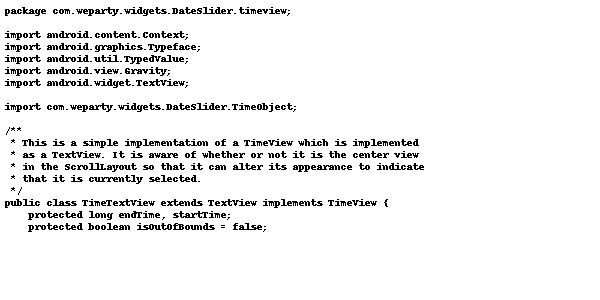 package com.weparty.widgets.DateSlider.timeview;

import android.content.Context;
import android.graphics.Typeface;
import android.util.TypedValue;
import android.view.Gravity;
import android.widget.TextView;

import com.weparty.widgets.DateSlider.TimeObject;

/**
 * This is a simple implementation of a TimeView which is implemented
 * as a TextView. It is aware of whether or not it is the center view
 * in the ScrollLayout so that it can alter its appearance to indicate
 * that it is currently selected.
 */
public class TimeTextView extends TextView implements TimeView {
    protected long endTime, startTime;
    protected boolean isOutOfBounds = false;